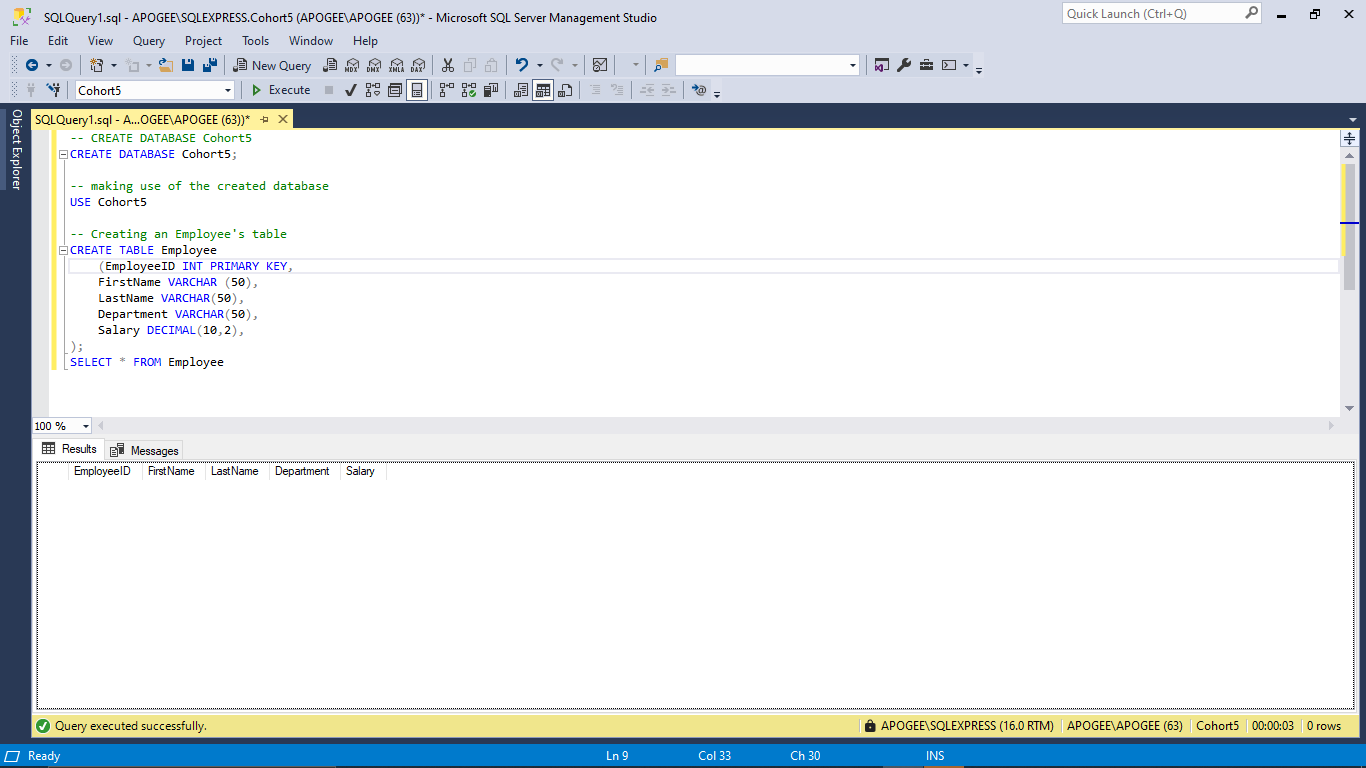 SQLQuery1.sql - APOGEE\SQLEXPRESS.Cohort5 (APOGEE\APOGEE (63))* - Microsoft SQL Server Management Studio
Quick Launch (Ctrl+Q)
File Edit View Query Project Tools Window Help
New Query MDX DMX XMLA DAX
Cohort5 Execute
Object Explorer
SQLQuery1.sql - A...OGEE\APOGEE (63))*
-- CREATE DATABASE Cohort5
CREATE DATABASE Cohort5;
-- making use of the created database
USE Cohort5
-- Creating an Employee's table
CREATE TABLE Employee
(EmployeeID INT PRIMARY KEY,
FirstName VARCHAR (50),
LastName VARCHAR(50),
Department VARCHAR(50),
Salary DECIMAL(10,2),
);
SELECT * FROM Employee
100 %
Results Messages
EmployeeID FirstName LastName Department Salary
Query executed successfully. APOGEE\SQLEXPRESS (16.0 RTM) APOGEE\APOGEE (63) Cohort5 00:00:03 0 rows
Ready Ln 9 Col 33 Ch 30 INS